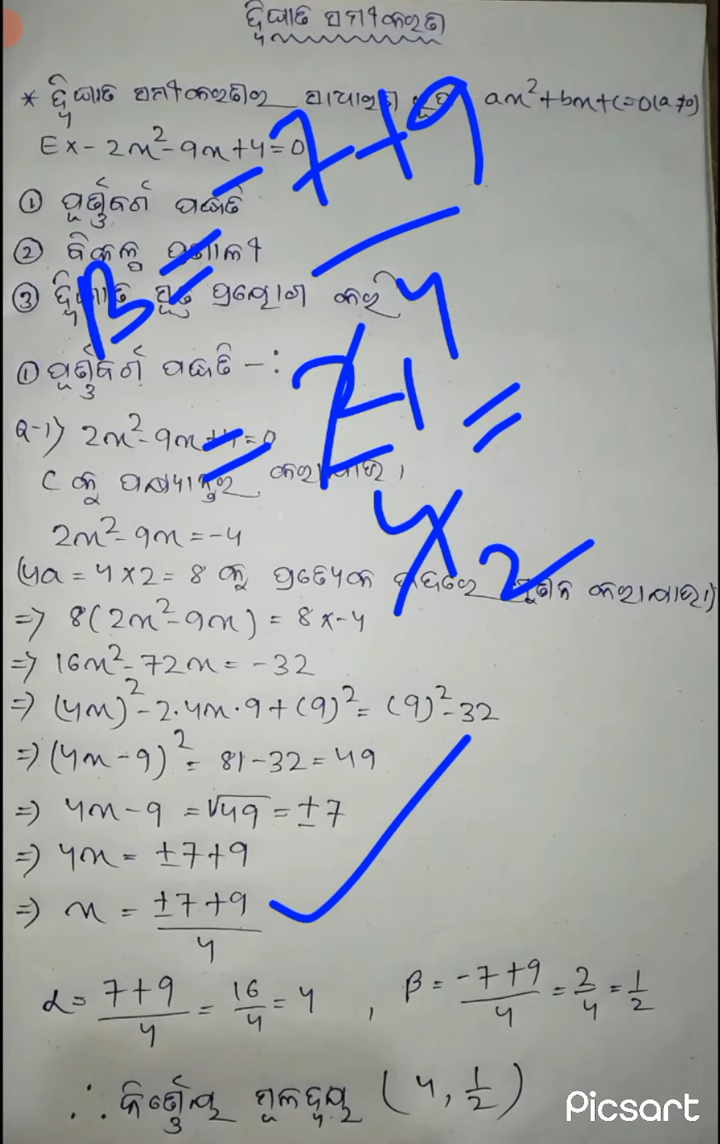 ଦ୍ୱିଘାତ ସମୀକରଣ
* ଦ୍ୱିଘାତ ସମୀକରଣର ସାଧାରଣ ax²+bx+c=0(a≠0)
Ex - 2x²-9x+4=0
① ପୂର୍ଣ୍ଣବର୍ଗ ପଦ୍ଧତି
② ବିକଳ୍ପ ପ୍ରଣାଳୀ
③ ଦ୍ୱିଘାତ ସୂତ୍ର ପ୍ରୟୋଗ କରି
① ପୂର୍ଣ୍ଣବର୍ଗ ପଦ୍ଧତି -:
Q-1) 2x²-9x+4=0
C କୁ
2x²-9x=-4
(4a = 4×2 = 8 କୁ ପ୍ରତ୍ୟେକ ଗୁଣନ କରାଯାଇ।)
=> 8(2x²-9x) = 8×-4
=> 16x²-72x = -32
=> (4x)²-2·4x·9+(9)² = (9)²-32
=> (4x-9)² = 81-32 = 49
=> 4x-9 = √49 = ±7
=> 4x = ±7+9
=> x = ±7+9/4
α = 7+9/4 = 16/4 = 4 , β = -7+9/4 = 2/4 = 1/2
∴ ନିର୍ଣ୍ଣେୟ ମୂଳଦ୍ୱୟ (4, 1/2)
B = -7+9/4
= 2/4 = 1/2
Picsart